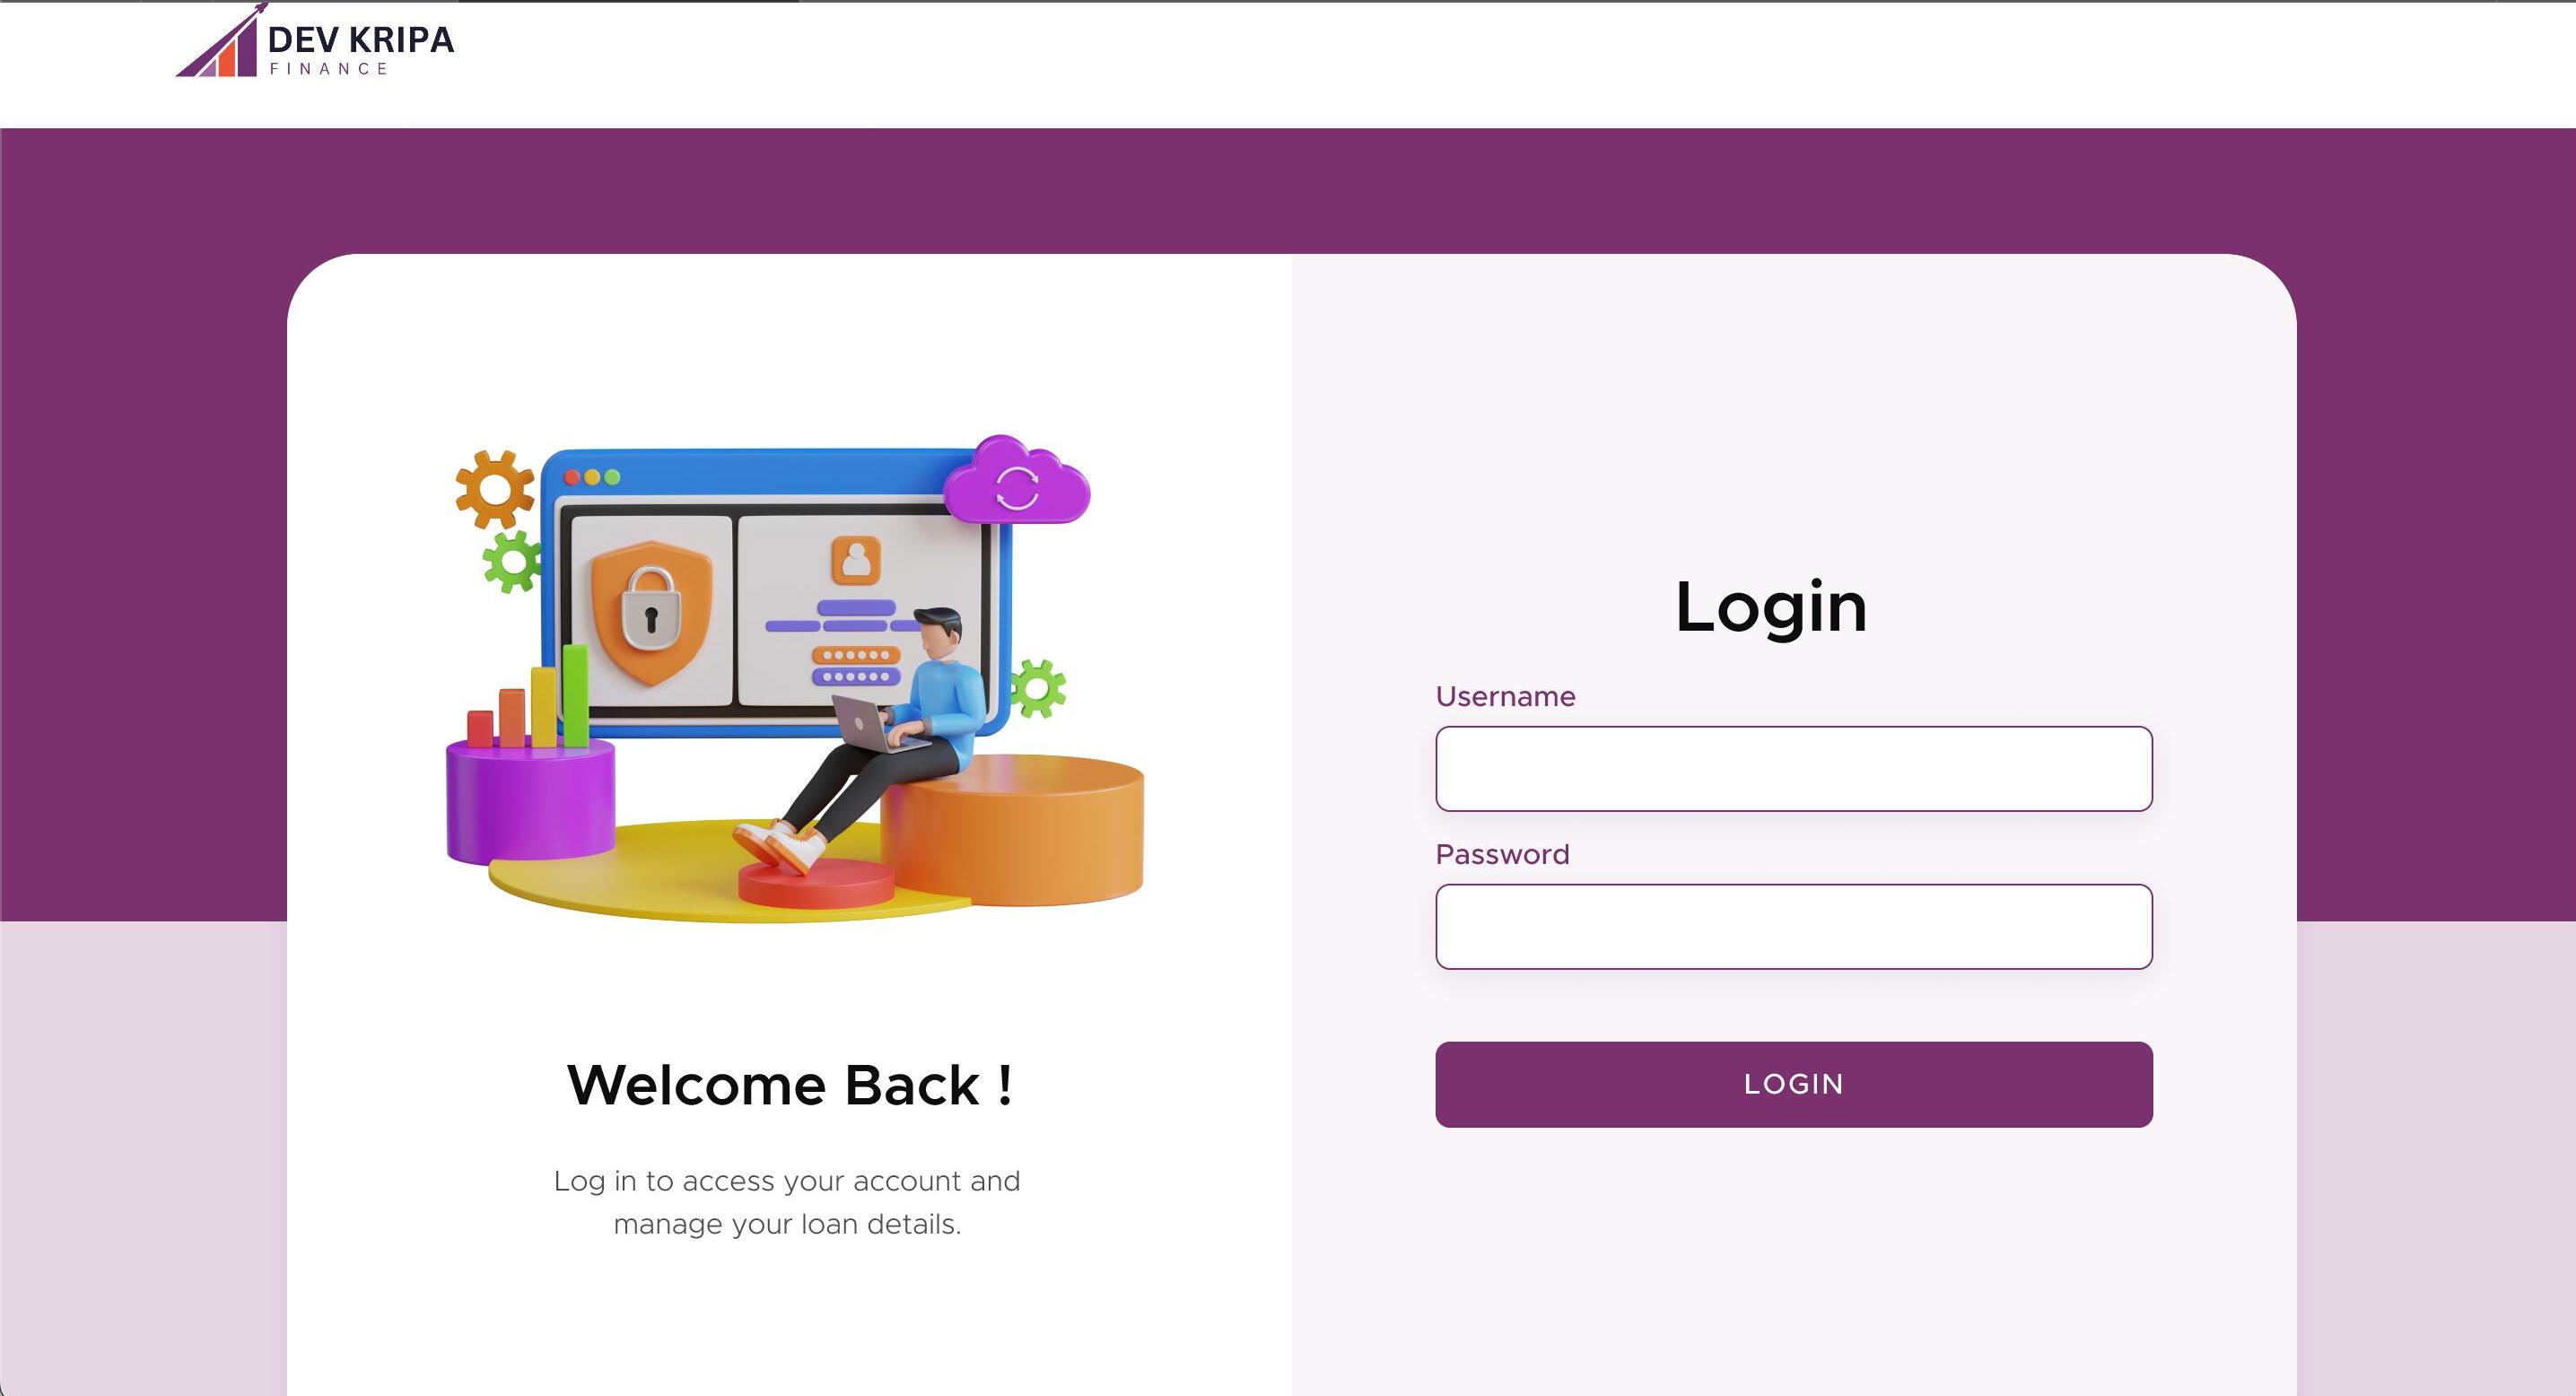 DEV KRIPA
FINANCE
Welcome Back !
Log in to access your account and
manage your loan details.
Login
Username
Password
LOGIN